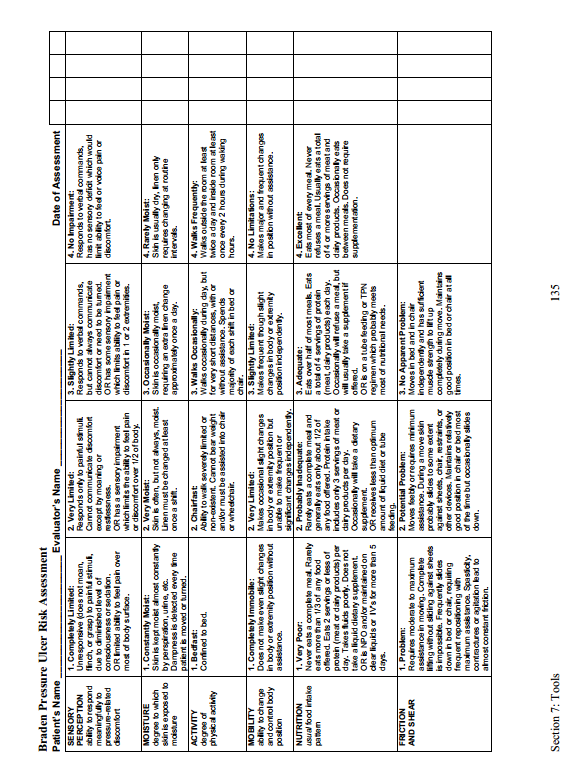 Braden Pressure Ulcer Risk Assessment
Patient's Name Evaluator's Name Date of Assessment
SENSORY
PERCEPTION
ability to respond
meaningfully to
pressure-related
discomfort
1. Completely Limited:
Unresponsive (does not moan,
flinch, or grasp) to painful stimuli,
due to diminished level of
consciousness or sedation.
OR limited ability to feel pain over
most of body surface.
2. Very Limited:
Responds only to painful stimuli.
Cannot communicate discomfort
except by moaning or
restlessness.
OR has a sensory impairment
which limits the ability to feel pain
or discomfort over 1/2 of body.
3. Slightly Limited:
Responds to verbal commands,
but cannot always communicate
discomfort or need to be turned.
OR has some sensory impairment
which limits ability to feel pain or
discomfort in 1 or 2 extremities.
4. No Impairment:
Responds to verbal commands,
has no sensory deficit which would
limit ability to feel or voice pain or
discomfort.
MOISTURE
degree to which
skin is exposed to
moisture
1. Constantly Moist:
Skin is kept moist almost constantly
by perspiration, urine, etc.
Dampness is detected every time
patient is moved or turned.
2. Very Moist:
Skin is often, but not always, moist.
Linen must be changed at least
once a shift.
3. Occasionally Moist:
Skin is occasionally moist,
requiring an extra linen change
approximately once a day.
4. Rarely Moist:
Skin is usually dry, linen only
requires changing at routine
intervals.
ACTIVITY
degree of
physical activity
1. Bedfast:
Confined to bed.
2. Chairfast:
Ability to walk severely limited or
non-existent. Cannot bear weight
and/or must be assisted into chair
or wheelchair.
3. Walks Occasionally:
Walks occasionally during day, but
for very short distances, with or
without assistance. Spends
majority of each shift in bed or
chair.
4. Walks Frequently:
Walks outside the room at least
twice a day and inside room at least
once every 2 hours during waking
hours.
MOBILITY
ability to change
and control body
position
1. Completely Immobile:
Does not make even slight changes
in body or extremity position without
assistance.
2. Very Limited:
Makes occasional slight changes
in body or extremity position but
unable to make frequent or
significant changes independently.
3. Slightly Limited:
Makes frequent though slight
changes in body or extremity
position independently.
4. No Limitations:
Makes major and frequent changes
in position without assistance.
NUTRITION
usual food intake
pattern
1. Very Poor:
Never eats a complete meal. Rarely
eats more than 1/3 of any food
offered. Eats 2 servings or less of
protein (meat or dairy products) per
day. Takes fluids poorly. Does not
take a liquid dietary supplement.
OR is NPO and/or maintained on
clear liquids or IV's for more than 5
days.
2. Probably Inadequate:
Rarely eats a complete meal and
generally eats only about 1/2 of
any food offered. Protein intake
includes only 3 servings of meat or
dairy products per day.
Occasionally will take a dietary
supplement.
OR receives less than optimum
amount of liquid diet or tube
feeding.
3. Adequate:
Eats over half of most meals. Eats
a total of 4 servings of protein
(meat, dairy products) each day.
Occasionally will refuse a meal, but
will usually take a supplement if
offered.
OR is on a tube feeding or TPN
regimen which probably meets
most of nutritional needs.
4. Excellent:
Eats most of every meal. Never
refuses a meal. Usually eats a total
of 4 or more servings of meat and
dairy products. Occasionally eats
between meals. Does not require
supplementation.
FRICTION
AND SHEAR
1. Problem:
Requires moderate to maximum
assistance in moving. Complete
lifting without sliding against sheets
is impossible. Frequently slides
down in bed or chair, requiring
frequent repositioning with
maximum assistance. Spasticity,
contractures or agitation lead to
almost constant friction.
2. Potential Problem:
Moves feebly or requires minimum
assistance. During a move skin
probably slides to some extent
against sheets, chair, restraints, or
other devices. Maintains relatively
good position in chair or bed most
of the time but occasionally slides
down.
3. No Apparent Problem:
Moves in bed and in chair
independently and has sufficient
muscle strength to lift up
completely during move. Maintains
good position in bed or chair at all
times.
Section 7: Tools
135